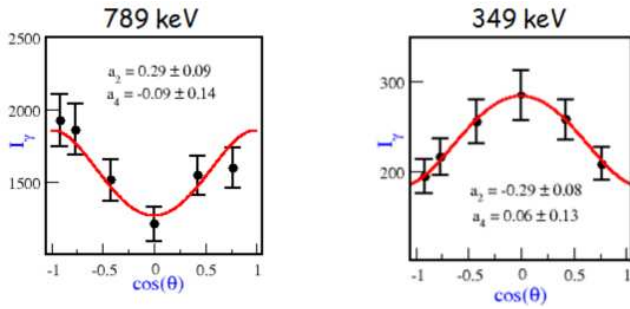 789 keV
2500
2000
1500
a₂ = 0.29 ± 0.09
a₄ = -0.09 ± 0.14
Iγ
-1 -0.5 0 0.5 1
cos(θ)
349 keV
300
200
a₂ = -0.29 ± 0.08
a₄ = 0.06 ± 0.13
Iγ
-1 -0.5 0 0.5 1
cos(θ)